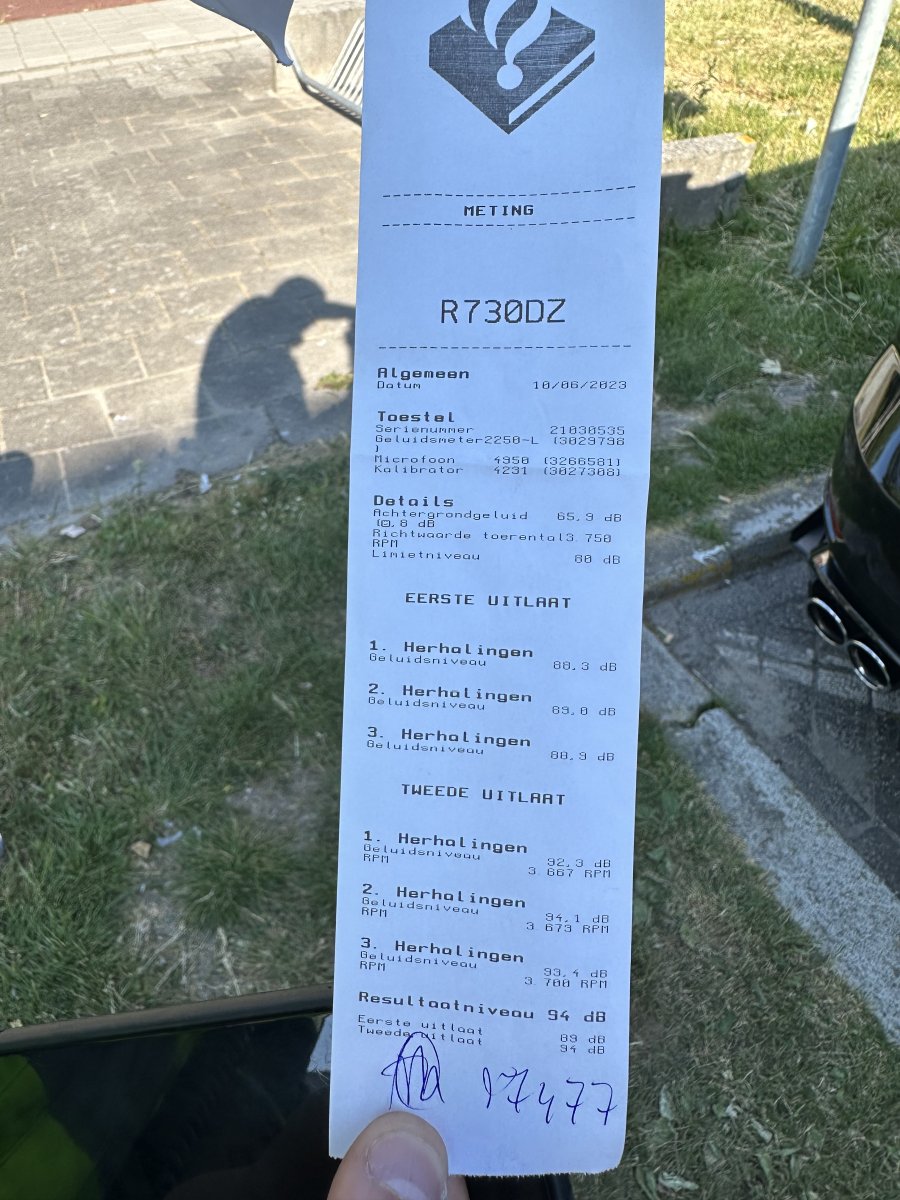 METING
R730DZ
Algemeen
Datum 10/06/2023
Toestel
Serienummer 21030535
Geluidsmeter2250-L (3029798
)
Microfoon 4950 (3266581)
Kalibrator 4231 (3027388)
Details
Achtergrondgeluid 65,9 dB
, 8 dB
Richtwaarde toerental3.750
RPM
Limietniveau 80 dB
EERSTE UITLAAT
1. Herhalingen
Geluidsniveau 88,3 dB
2. Herhalingen
Geluidsniveau 89,0 dB
3. Herhalingen
Geluidsniveau 88,9 dB
TWEEDE UITLAAT
1. Herhalingen
Geluidsniveau 92,3 dB
RPM 3 667 RPM
2. Herhalingen
Geluidsniveau 94,1 dB
RPM 3 673 RPM
3. Herhalingen
Geluidsniveau 93,4 dB
RPM 3 700 RPM
Resultaatniveau 94 dB
Eerste uitlaat 89 dB
Tweede uitlaat 94 dB
17477